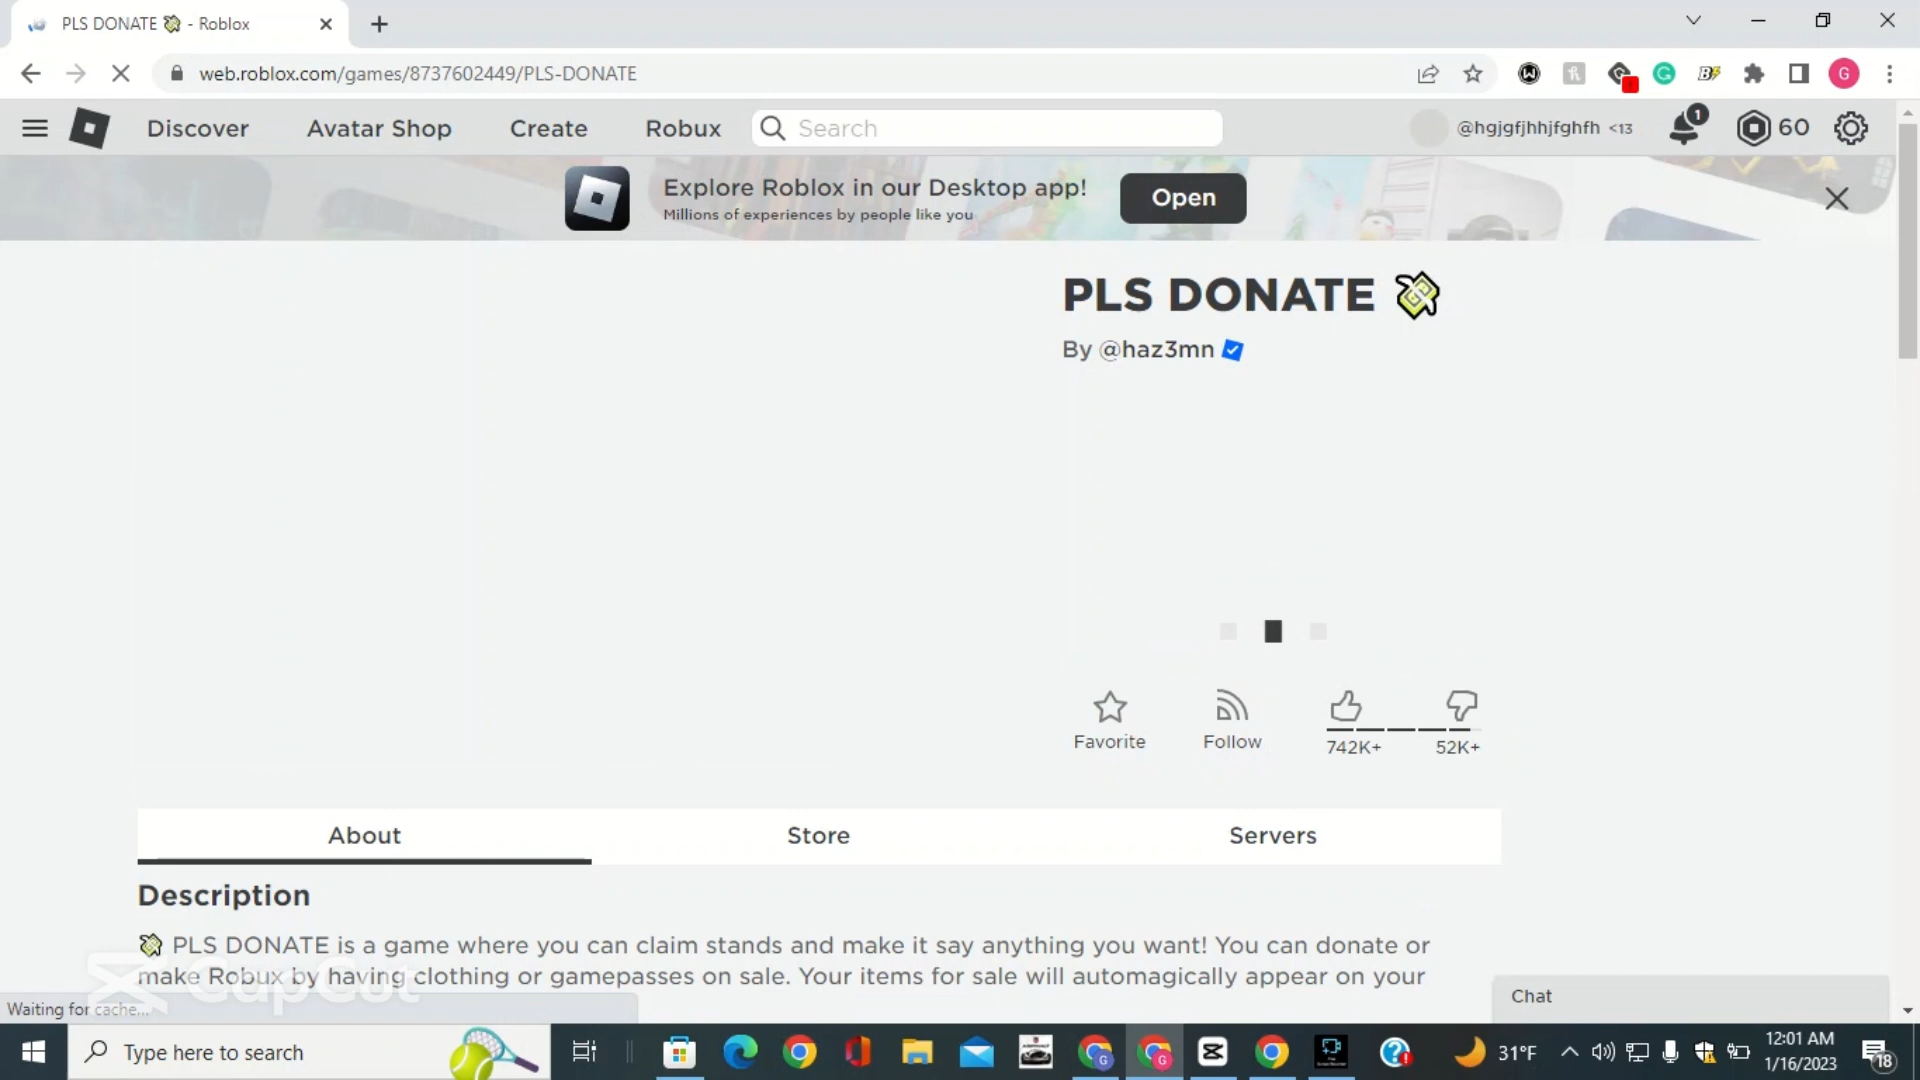 PLS DONATE 💸 - Roblox
web.roblox.com/games/8737602449/PLS-DONATE
G
Discover
Avatar Shop
Create
Robux
Search
@hgjgfjhhjfghfh <13
1
60
Explore Roblox in our Desktop app!
Millions of experiences by people like you
Open
PLS DONATE 💸
By @haz3mn
Favorite
Follow
742K+
52K+
About
Store
Servers
Description
💸 PLS DONATE is a game where you can claim stands and make it say anything you want! You can donate or
make Robux by having clothing or gamepasses on sale. Your items for sale will automagically appear on your
CapCut
Chat
Waiting for cache...
Type here to search
31°F
12:01 AM
1/16/2023
18